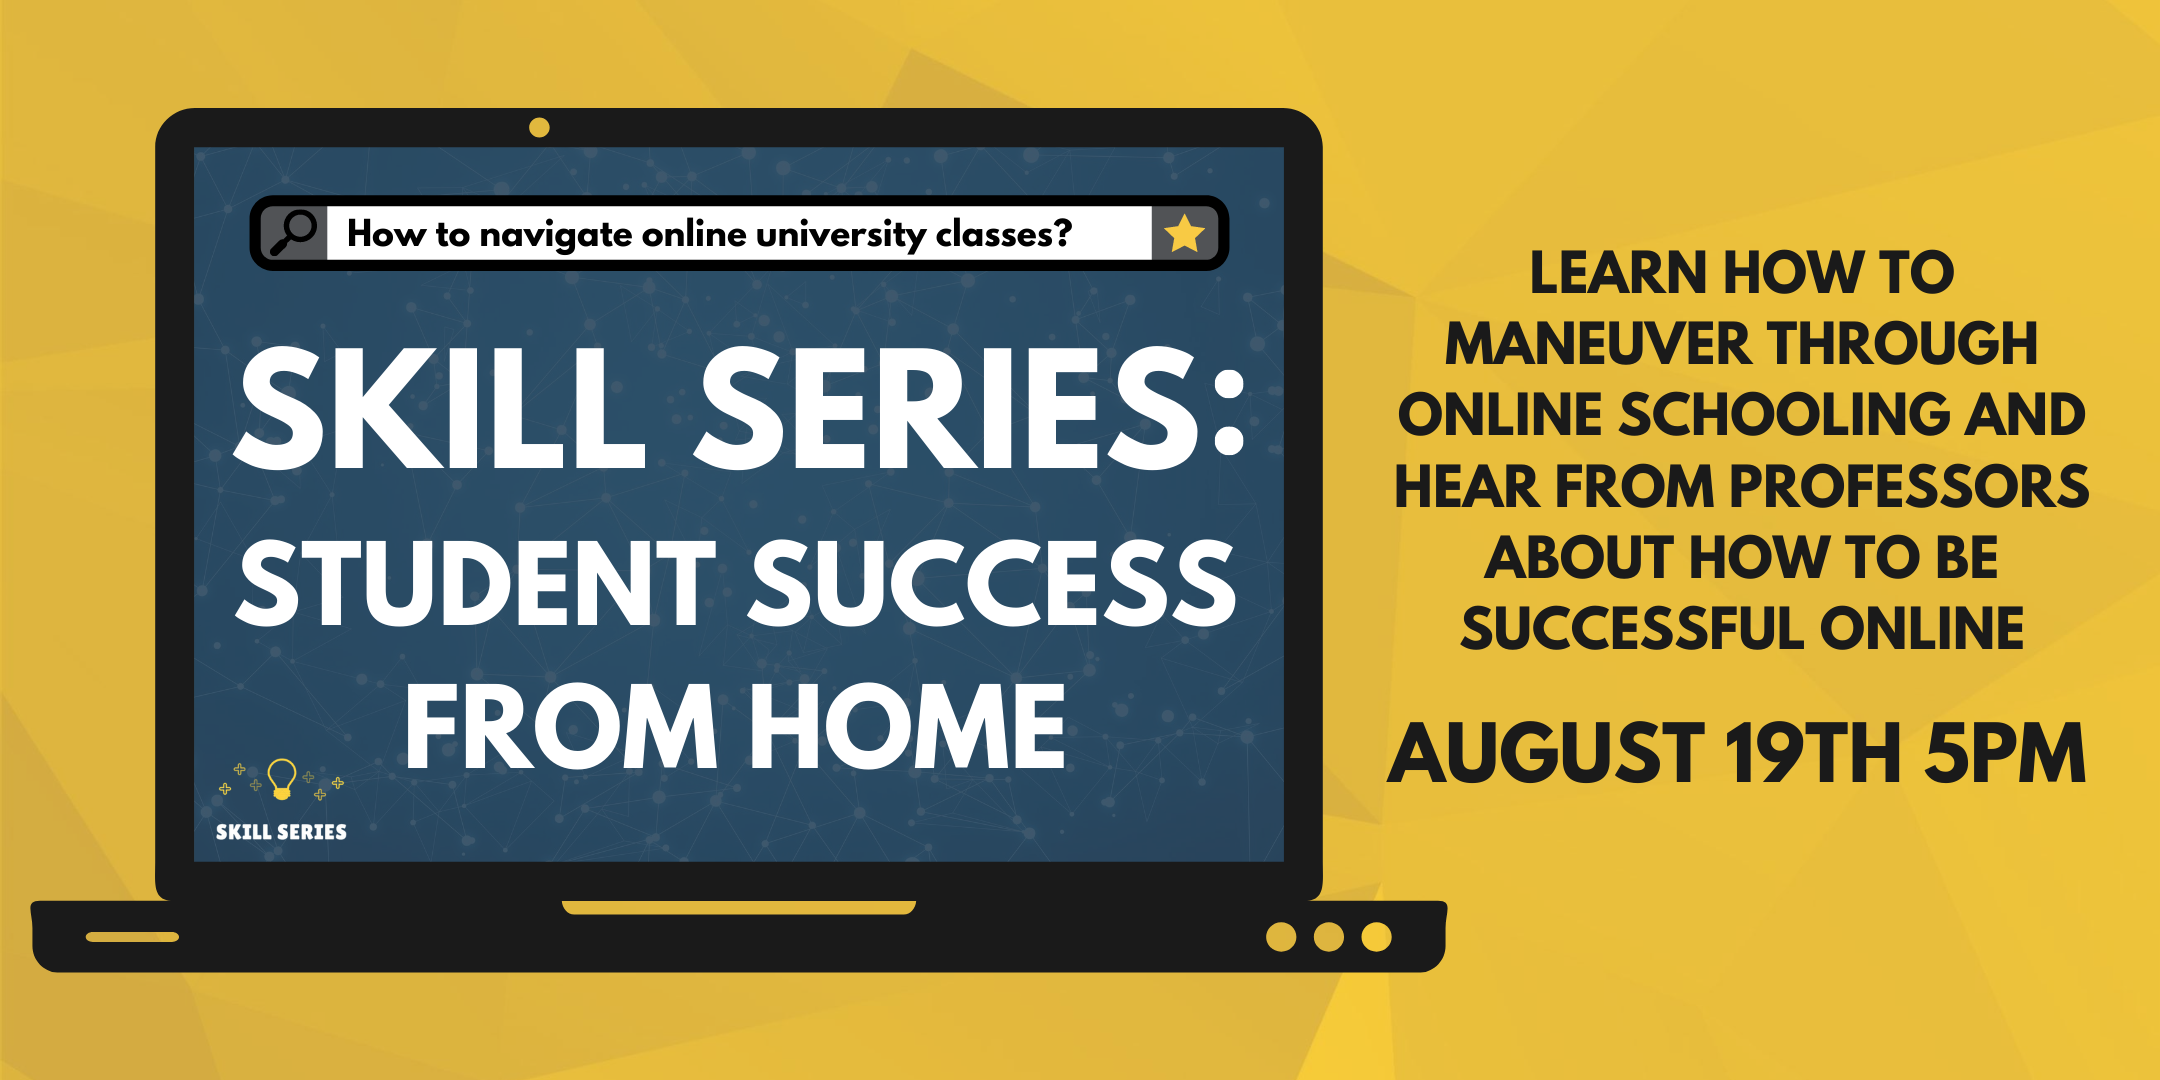 How to navigate online university classes?
SKILL SERIES:
STUDENT SUCCESS
FROM HOME
SKILL SERIES
LEARN HOW TO
MANEUVER THROUGH
ONLINE SCHOOLING AND
HEAR FROM PROFESSORS
ABOUT HOW TO BE
SUCCESSFUL ONLINE
AUGUST 19TH 5PM